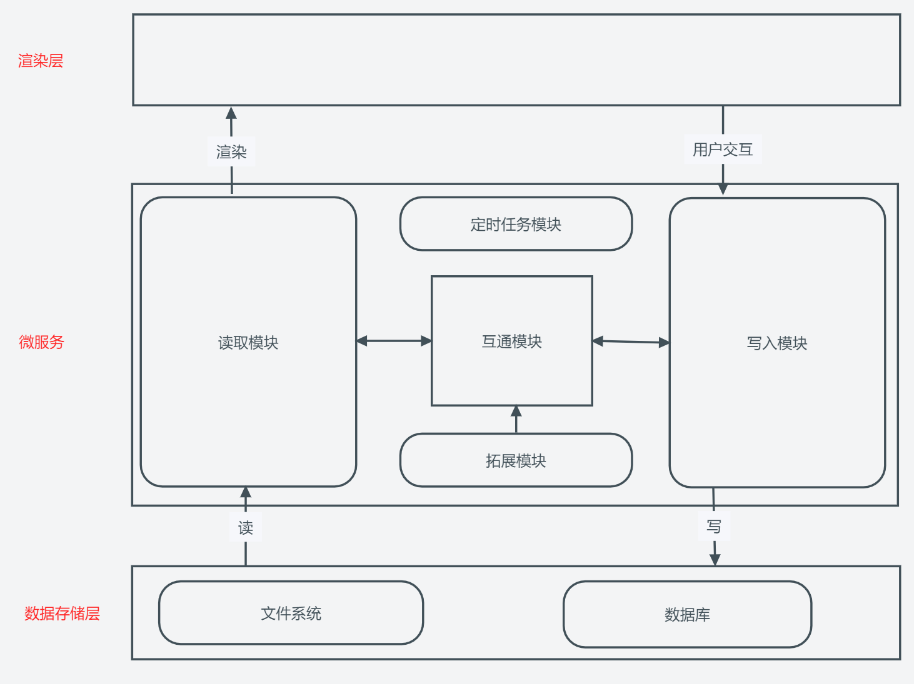 渲染层
渲染
用户交互
定时任务模块
微服务
读取模块
互通模块
写入模块
拓展模块
读
写
数据存储层
文件系统
数据库